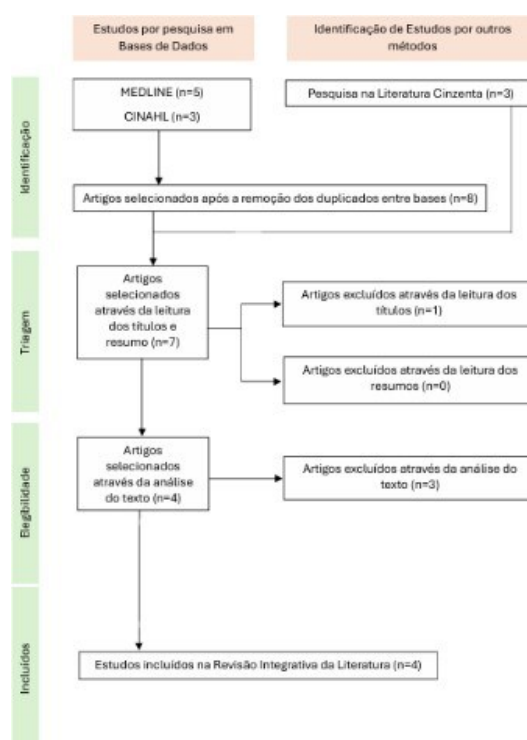 Estudos por pesquisa em
Bases de Dados
Identificação de Estudos por outros
métodos
Identificação
MEDLINE (n=5)
CINAHL (n=3)
Pesquisa na Literatura Cinzenta (n=3)
Artigos selecionados após a remoção dos duplicados entre bases (n=8)
Triagem
Artigos
selecionados
através da leitura
dos títulos e
resumo (n=7)
Artigos excluídos através da leitura dos
títulos (n=1)
Artigos excluídos através da leitura dos
resumos (n=0)
Elegibilidade
Artigos
selecionados
através da análise
do texto (n=4)
Artigos excluídos através da análise do
texto (n=3)
Incluídos
Estudos incluídos na Revisão Integrativa da Literatura (n=4)